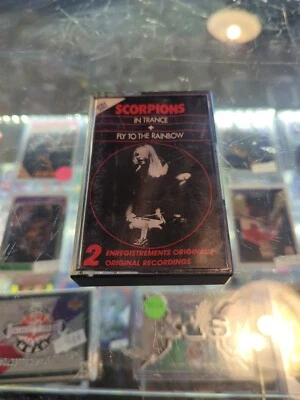 SCORPIONS
IN TRANCE
+
FLY TO THE RAINBOW
2 ENREGISTREMENTS ORIGINAUX
ORIGINAL RECORDINGS